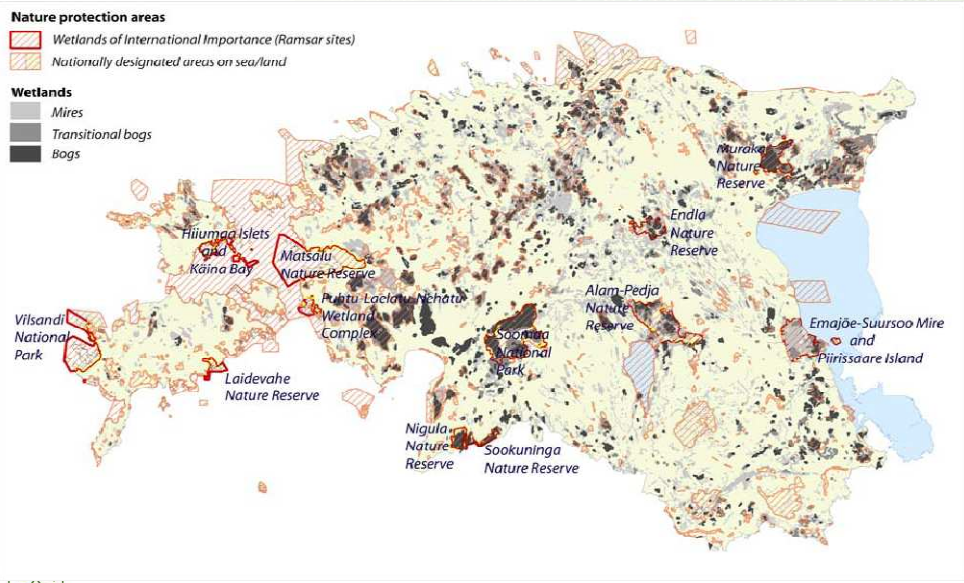 Nature protection areas
Wetlands of International Importance (Ramsar sites)
Nationally designated areas on sea/land
Wetlands
Mires
Transitional bogs
Bogs
Muraka
Nature
Reserve
Endla
Nature
Reserve
Hiiumaa Islets
and
Käina Bay
Matsalu
Nature Reserve
Puhtu-Laelatu-Nehatu
Wetland
Complex
Alam-Pedja
Nature
Reserve
Vilsandi
National
Park
Soomaa
National
Park
Emajõe-Suursoo Mire
and
Piirissaare Island
Laidevahe
Nature Reserve
Nigula
Nature
Reserve
Sookuninga
Nature Reserve